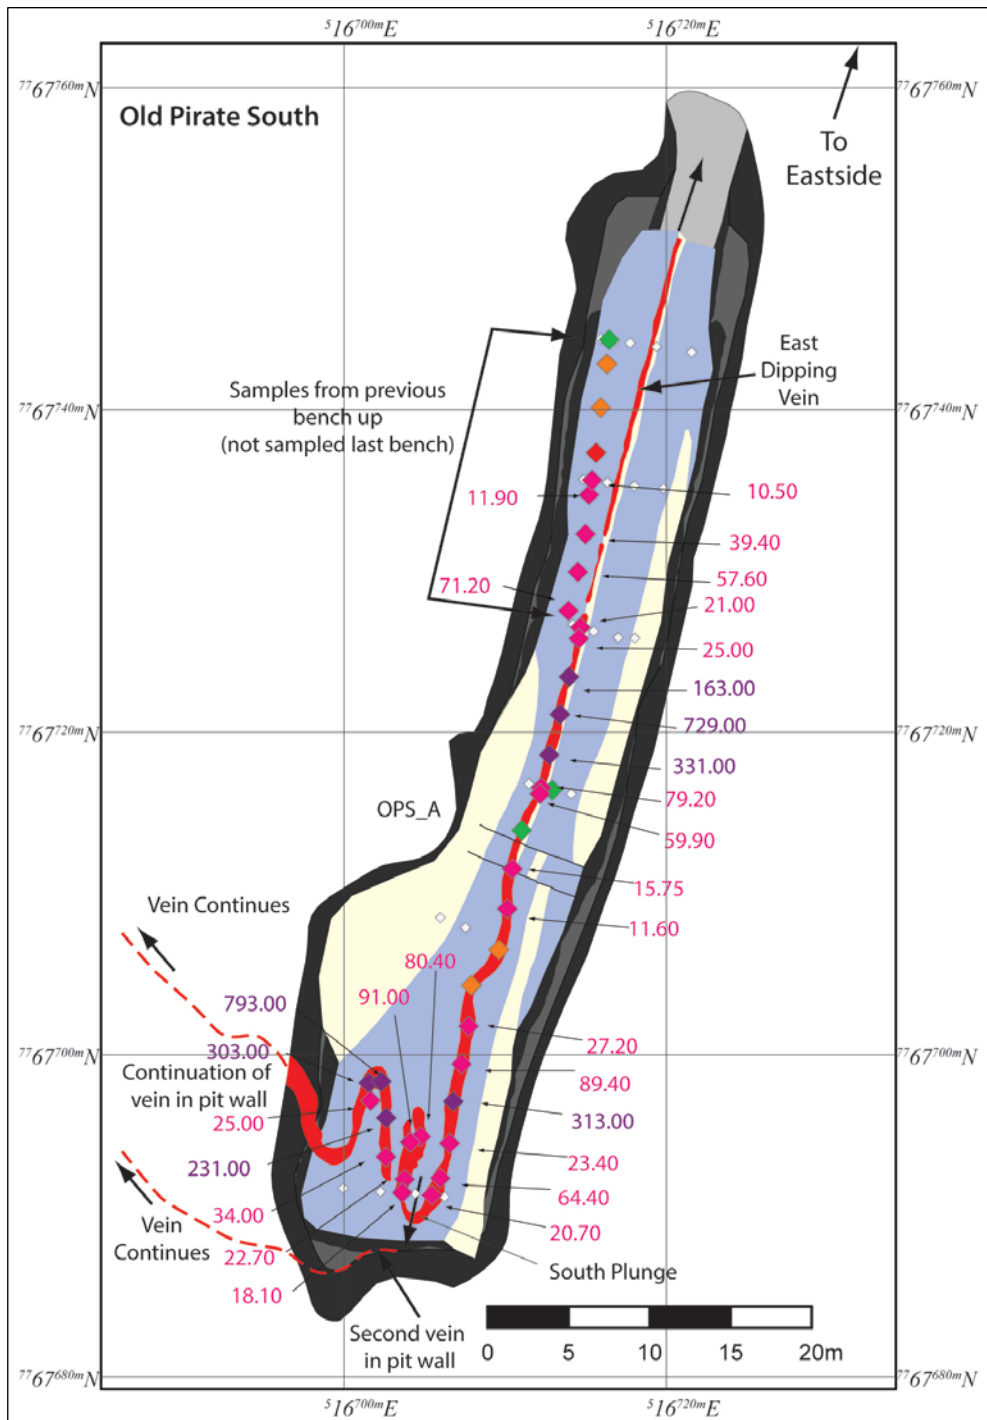 516700mE
516720mE
7767760mN
7767760mN
Old Pirate South
To
Eastside
East
Dipping
Vein
Samples from previous
bench up
(not sampled last bench)
7767740mN
7767740mN
11.90
10.50
39.40
71.20
57.60
21.00
25.00
163.00
7767720mN
729.00
7767720mN
331.00
OPS_A
79.20
59.90
15.75
Vein Continues
11.60
80.40
793.00
91.00
27.20
7767700mN
303.00
7767700mN
Continuation of
vein in pit wall
89.40
25.00
313.00
231.00
23.40
34.00
64.40
Vein
Continues
22.70
20.70
18.10
South Plunge
Second vein
in pit wall
0 5 10 15 20m
7767680mN
7767680mN
516700mE
516720mE